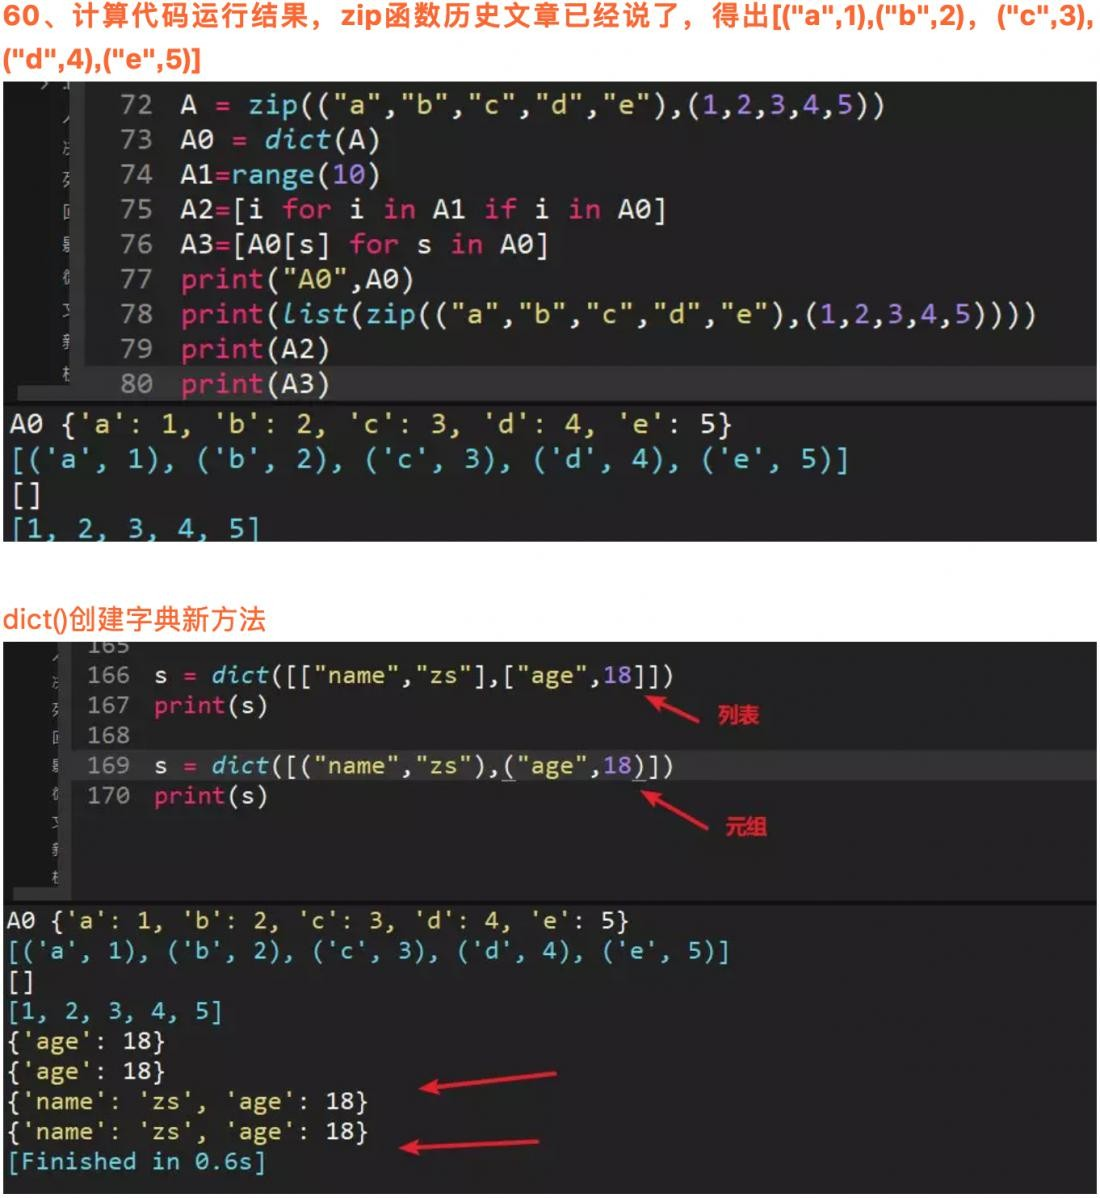 60、计算代码运行结果，zip函数历史文章已经说了，得出[("a",1),("b",2)，("c",3),
("d",4),("e",5)]
72 A = zip(("a","b","c","d","e"),(1,2,3,4,5))
73 A0 = dict(A)
74 A1=range(10)
75 A2=[i for i in A1 if i in A0]
76 A3=[A0[s] for s in A0]
77 print("A0",A0)
78 print(list(zip(("a","b","c","d","e"),(1,2,3,4,5))))
79 print(A2)
80 print(A3)
A0 {'a': 1, 'b': 2, 'c': 3, 'd': 4, 'e': 5}
[('a', 1), ('b', 2), ('c', 3), ('d', 4), ('e', 5)]
[]
[1, 2, 3, 4, 5]
dict()创建字典新方法
165
166 s = dict([["name","zs"],["age",18]])
167 print(s)
列表
168
169 s = dict([("name","zs"),("age",18)])
170 print(s)
元组
A0 {'a': 1, 'b': 2, 'c': 3, 'd': 4, 'e': 5}
[('a', 1), ('b', 2), ('c', 3), ('d', 4), ('e', 5)]
[]
[1, 2, 3, 4, 5]
{'age': 18}
{'age': 18}
{'name': 'zs', 'age': 18}
{'name': 'zs', 'age': 18}
[Finished in 0.6s]